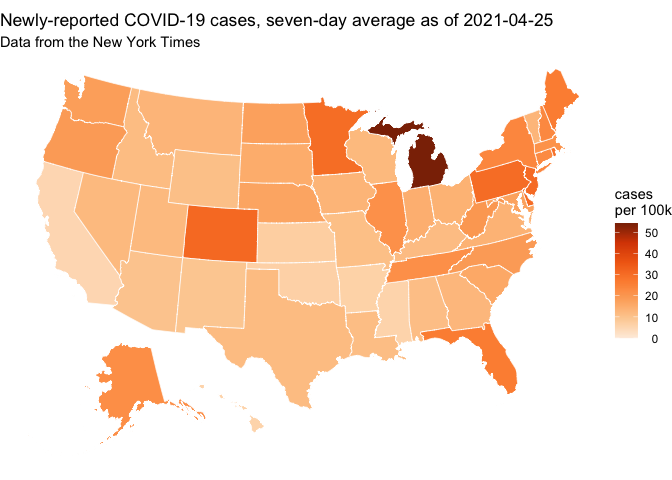 Newly-reported COVID-19 cases, seven-day average as of 2021-04-25
Data from the New York Times
cases
per 100k
50
40
30
20
10
0